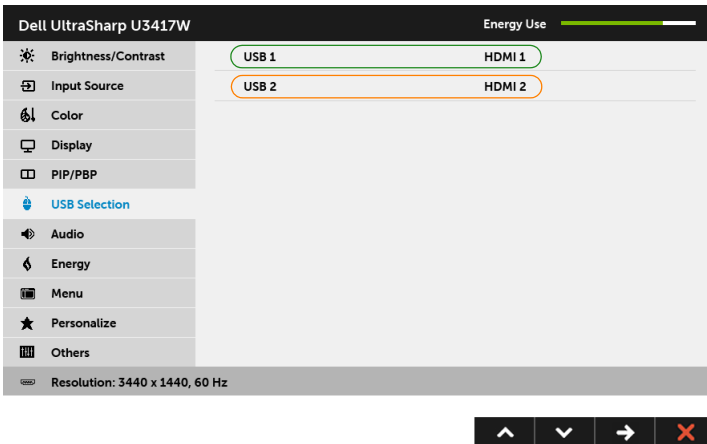 Dell UltraSharp U3417W Energy Use
Brightness/Contrast USB 1 HDMI 1
Input Source USB 2 HDMI 2
Color
Display
PIP/PBP
USB Selection
Audio
Energy
Menu
Personalize
Others
Resolution: 3440 x 1440, 60 Hz